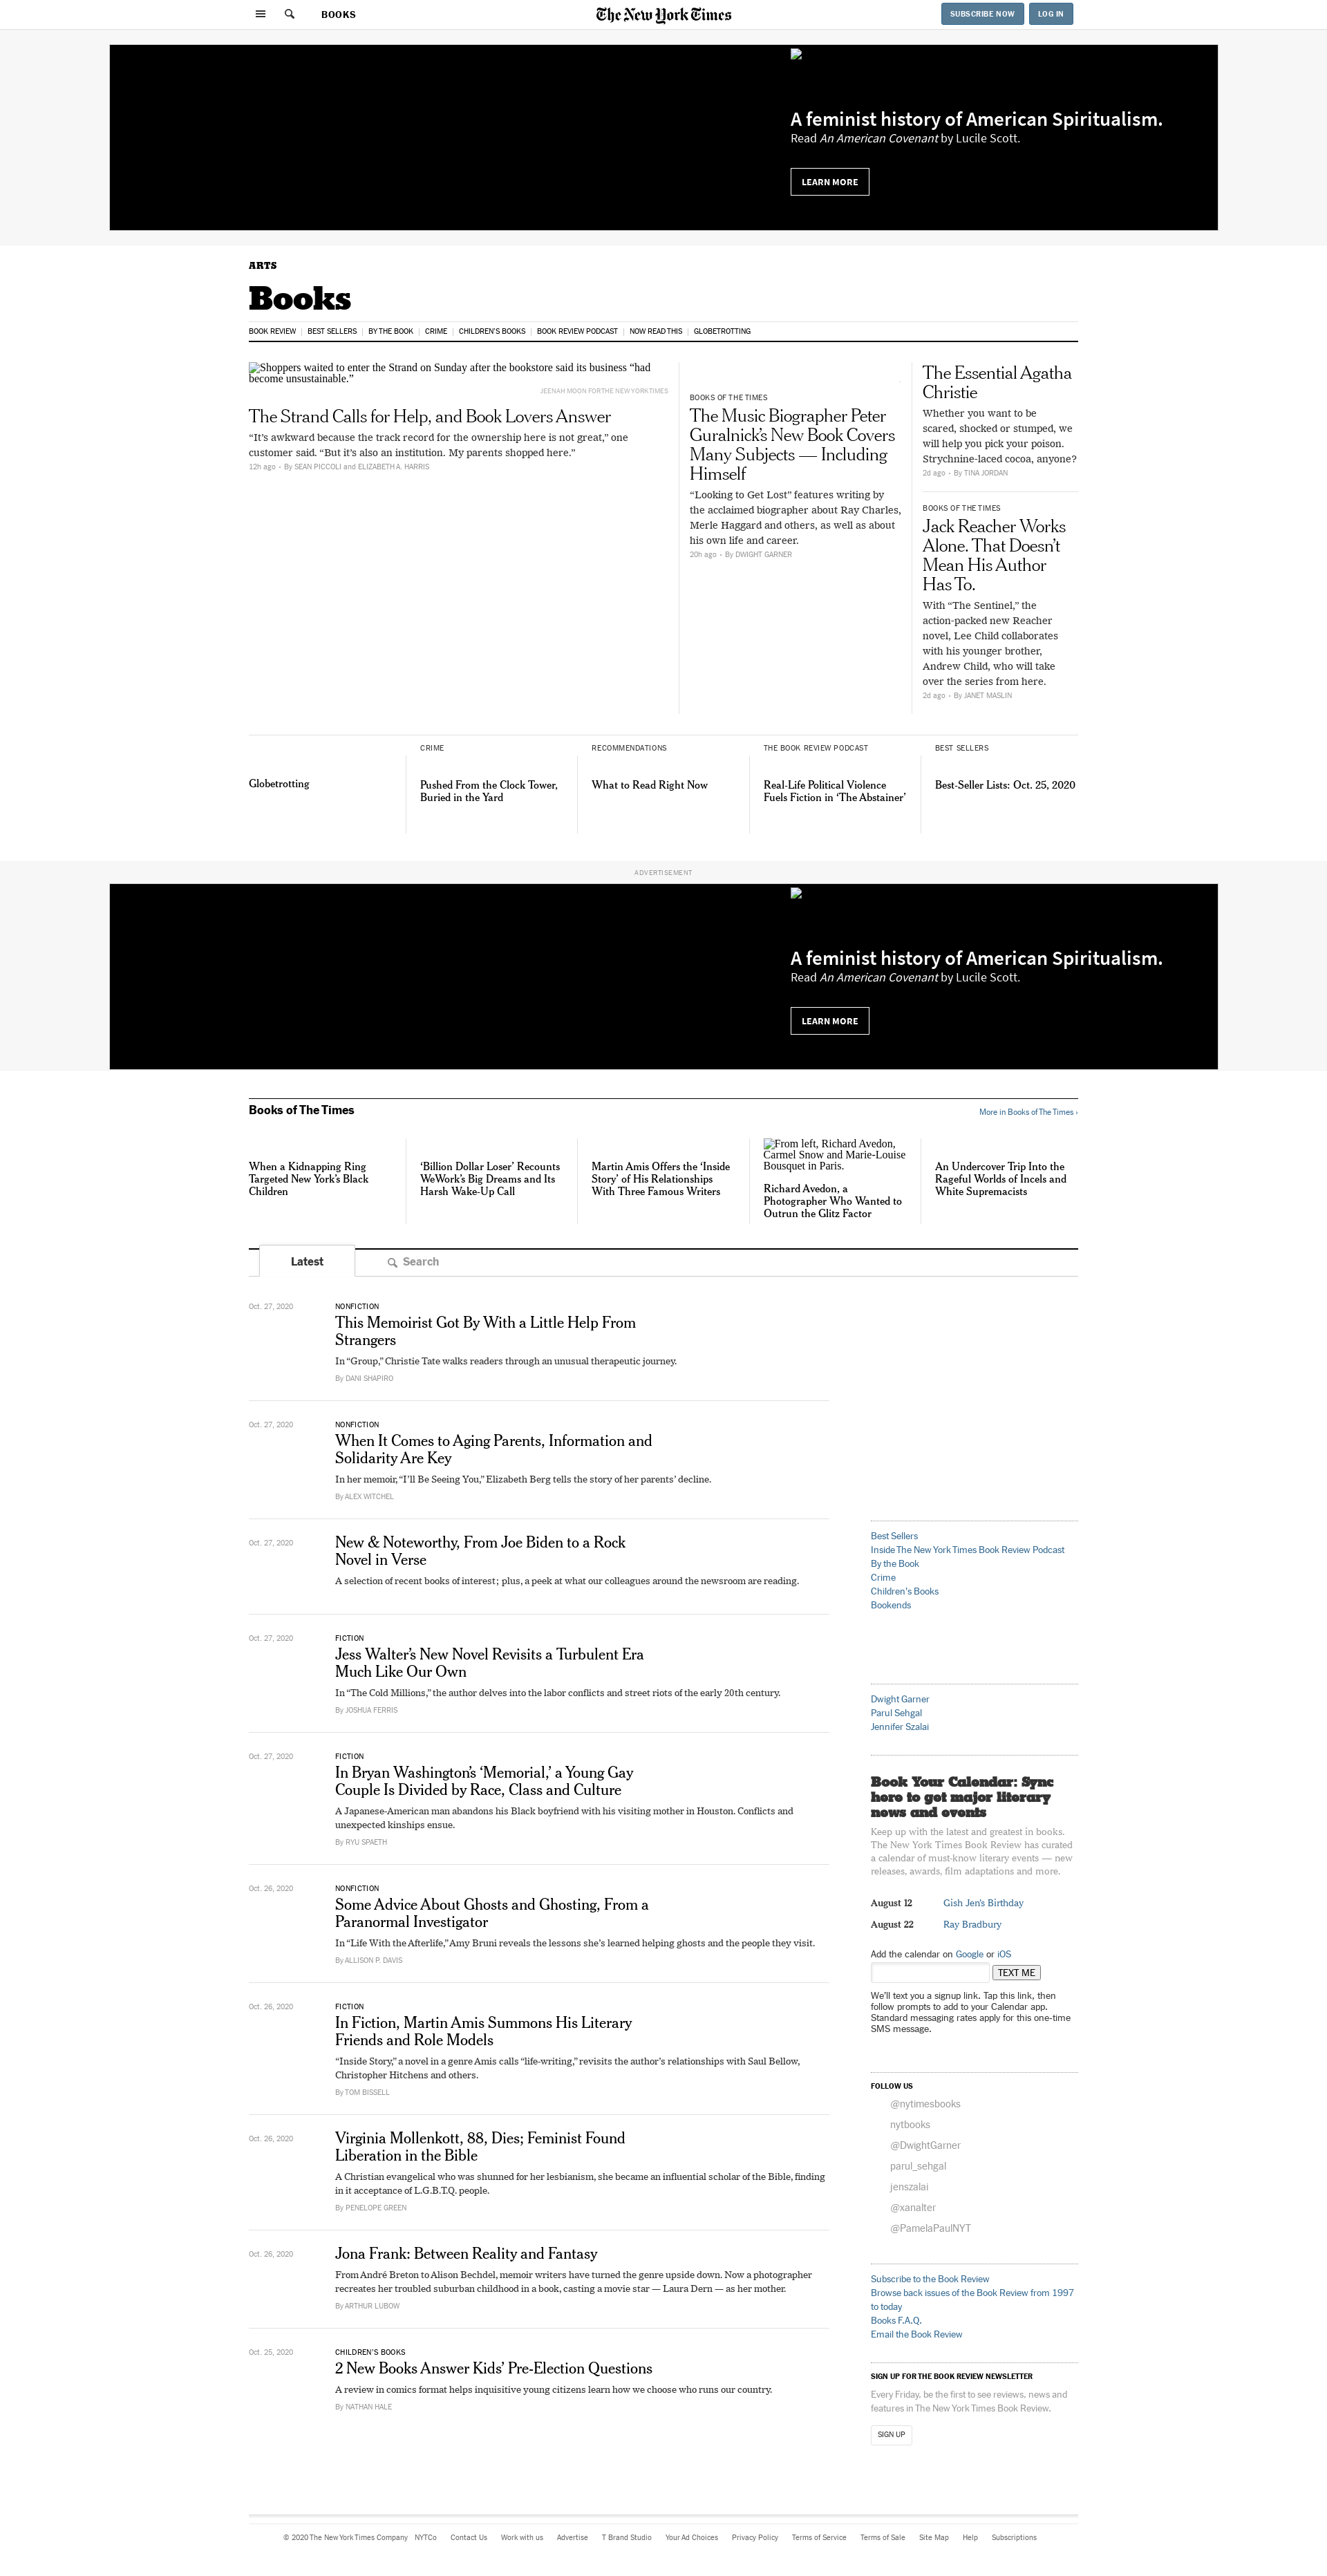 BOOKS
The New York Times
SUBSCRIBE NOW
LOG IN
A feminist history of American Spiritualism.
Read An American Covenant by Lucile Scott.
LEARN MORE
ARTS
Books
BOOK REVIEW
BEST SELLERS
BY THE BOOK
CRIME
CHILDREN'S BOOKS
BOOK REVIEW PODCAST
NOW READ THIS
GLOBETROTTING
Shoppers waited to enter the Strand on Sunday after the bookstore said its business “had
become unsustainable.”
JEENAH MOON FOR THE NEW YORK TIMES
The Strand Calls for Help, and Book Lovers Answer
“It’s awkward because the track record for the ownership here is not great,” one
customer said. “But it’s also an institution. My parents shopped here.”
12h ago • By SEAN PICCOLI and ELIZABETH A. HARRIS
BOOKS OF THE TIMES
The Music Biographer Peter
Guralnick’s New Book Covers
Many Subjects — Including
Himself
“Looking to Get Lost” features writing by
the acclaimed biographer about Ray Charles,
Merle Haggard and others, as well as about
his own life and career.
20h ago • By DWIGHT GARNER
The Essential Agatha
Christie
Whether you want to be
scared, shocked or stumped, we
will help you pick your poison.
Strychnine-laced cocoa, anyone?
2d ago • By TINA JORDAN
BOOKS OF THE TIMES
Jack Reacher Works
Alone. That Doesn’t
Mean His Author
Has To.
With “The Sentinel,” the
action-packed new Reacher
novel, Lee Child collaborates
with his younger brother,
Andrew Child, who will take
over the series from here.
2d ago • By JANET MASLIN
Globetrotting
CRIME
Pushed From the Clock Tower,
Buried in the Yard
RECOMMENDATIONS
What to Read Right Now
THE BOOK REVIEW PODCAST
Real-Life Political Violence
Fuels Fiction in ‘The Abstainer’
BEST SELLERS
Best-Seller Lists: Oct. 25, 2020
ADVERTISEMENT
A feminist history of American Spiritualism.
Read An American Covenant by Lucile Scott.
LEARN MORE
Books of The Times
More in Books of The Times ›
When a Kidnapping Ring
Targeted New York’s Black
Children
‘Billion Dollar Loser’ Recounts
WeWork’s Big Dreams and Its
Harsh Wake-Up Call
Martin Amis Offers the ‘Inside
Story’ of His Relationships
With Three Famous Writers
From left, Richard Avedon,
Carmel Snow and Marie-Louise
Bousquet in Paris.
Richard Avedon, a
Photographer Who Wanted to
Outrun the Glitz Factor
An Undercover Trip Into the
Rageful Worlds of Incels and
White Supremacists
Latest
Search
Oct. 27, 2020
NONFICTION
This Memoirist Got By With a Little Help From
Strangers
In “Group,” Christie Tate walks readers through an unusual therapeutic journey.
By DANI SHAPIRO
Oct. 27, 2020
NONFICTION
When It Comes to Aging Parents, Information and
Solidarity Are Key
In her memoir, “I’ll Be Seeing You,” Elizabeth Berg tells the story of her parents’ decline.
By ALEX WITCHEL
Oct. 27, 2020
New & Noteworthy, From Joe Biden to a Rock
Novel in Verse
A selection of recent books of interest; plus, a peek at what our colleagues around the newsroom are reading.
Oct. 27, 2020
FICTION
Jess Walter’s New Novel Revisits a Turbulent Era
Much Like Our Own
In “The Cold Millions,” the author delves into the labor conflicts and street riots of the early 20th century.
By JOSHUA FERRIS
Oct. 27, 2020
FICTION
In Bryan Washington’s ‘Memorial,’ a Young Gay
Couple Is Divided by Race, Class and Culture
A Japanese-American man abandons his Black boyfriend with his visiting mother in Houston. Conflicts and
unexpected kinships ensue.
By RYU SPAETH
Oct. 26, 2020
NONFICTION
Some Advice About Ghosts and Ghosting, From a
Paranormal Investigator
In “Life With the Afterlife,” Amy Bruni reveals the lessons she’s learned helping ghosts and the people they visit.
By ALLISON P. DAVIS
Oct. 26, 2020
FICTION
In Fiction, Martin Amis Summons His Literary
Friends and Role Models
“Inside Story,” a novel in a genre Amis calls “life-writing,” revisits the author’s relationships with Saul Bellow,
Christopher Hitchens and others.
By TOM BISSELL
Oct. 26, 2020
Virginia Mollenkott, 88, Dies; Feminist Found
Liberation in the Bible
A Christian evangelical who was shunned for her lesbianism, she became an influential scholar of the Bible, finding
in it acceptance of L.G.B.T.Q. people.
By PENELOPE GREEN
Oct. 26, 2020
Jona Frank: Between Reality and Fantasy
From André Breton to Alison Bechdel, memoir writers have turned the genre upside down. Now a photographer
recreates her troubled suburban childhood in a book, casting a movie star — Laura Dern — as her mother.
By ARTHUR LUBOW
Oct. 25, 2020
CHILDREN’S BOOKS
2 New Books Answer Kids’ Pre-Election Questions
A review in comics format helps inquisitive young citizens learn how we choose who runs our country.
By NATHAN HALE
Best Sellers
Inside The New York Times Book Review Podcast
By the Book
Crime
Children's Books
Bookends
Dwight Garner
Parul Sehgal
Jennifer Szalai
Book Your Calendar: Sync
here to get major literary
news and events
Keep up with the latest and greatest in books.
The New York Times Book Review has curated
a calendar of must-know literary events — new
releases, awards, film adaptations and more.
August 12
Gish Jen's Birthday
August 22
Ray Bradbury
Add the calendar on Google or iOS
TEXT ME
We'll text you a signup link. Tap this link, then
follow prompts to add to your Calendar app.
Standard messaging rates apply for this one-time
SMS message.
FOLLOW US
@nytimesbooks
nytbooks
@DwightGarner
parul_sehgal
jenszalai
@xanalter
@PamelaPaulNYT
Subscribe to the Book Review
Browse back issues of the Book Review from 1997
to today
Books F.A.Q.
Email the Book Review
SIGN UP FOR THE BOOK REVIEW NEWSLETTER
Every Friday, be the first to see reviews, news and
features in The New York Times Book Review.
SIGN UP
© 2020 The New York Times Company
NYTCo
Contact Us
Work with us
Advertise
T Brand Studio
Your Ad Choices
Privacy Policy
Terms of Service
Terms of Sale
Site Map
Help
Subscriptions